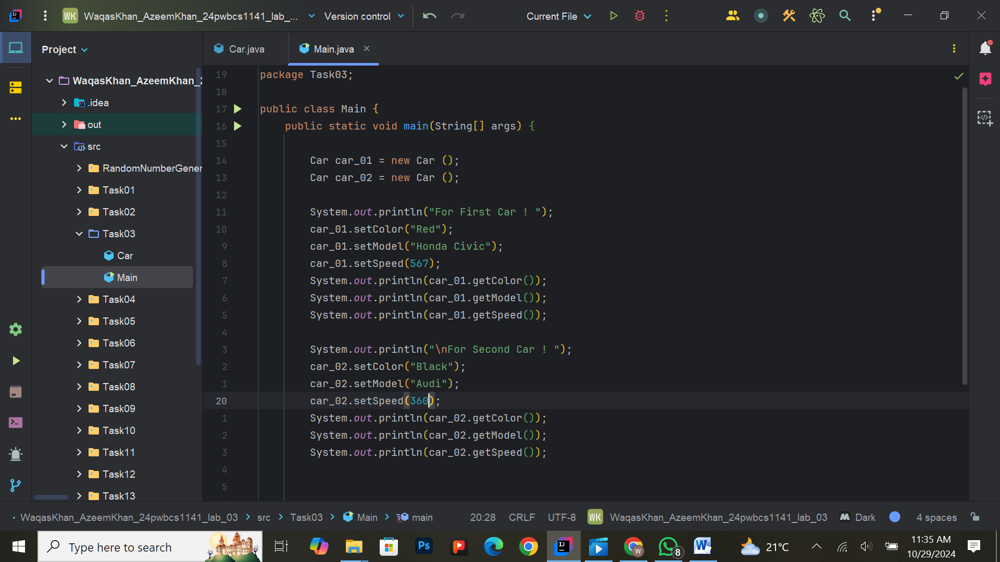 WK WaqasKhan_AzeemKhan_24pwbcs1141_lab_... Version control Current File
Project
Car.java Main.java
WaqasKhan_AzeemKhan_2
.idea
out
src
RandomNumberGener
Task01
Task02
Task03
Car
Main
Task04
Task05
Task06
Task07
Task08
Task09
Task10
Task11
Task12
Task13
19 package Task03;
18
17 public class Main {
16 public static void main(String[] args) {
15
14 Car car_01 = new Car ();
13 Car car_02 = new Car ();
12
11 System.out.println("For First Car ! ");
10 car_01.setColor("Red");
9 car_01.setModel("Honda Civic");
8 car_01.setSpeed(567);
7 System.out.println(car_01.getColor());
6 System.out.println(car_01.getModel());
5 System.out.println(car_01.getSpeed());
4
3 System.out.println("\nFor Second Car ! ");
2 car_02.setColor("Black");
1 car_02.setModel("Audi");
20 car_02.setSpeed(360);
1 System.out.println(car_02.getColor());
2 System.out.println(car_02.getModel());
3 System.out.println(car_02.getSpeed());
4
5
WaqasKhan_AzeemKhan_24pwbcs1141_lab_03 src Task03 Main main 20:28 CRLF UTF-8 WK WaqasKhan_AzeemKhan_24pwbcs1141_lab_03 Dark 4 spaces
Type here to search Ps 8 21°C
11:35 AM
10/29/2024